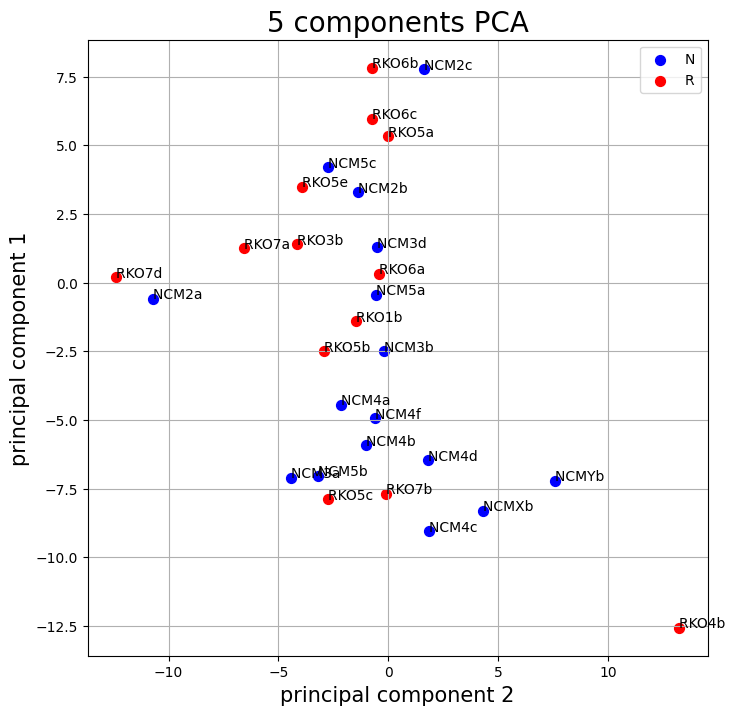 5 components PCA
N
R
RKO6b
NCM2c
RKO6c
RKO5a
NCM5c
RKO5e
NCM2b
RKO3b
RKO7a
NCM3d
RKO7d
RKO6a
NCM2a
NCM5a
RKO1b
RKO5b
NCM3b
NCM4a
NCM4f
NCM4b
NCM4d
NCM3a
NCM5b
NCMYb
RKO5c
RKO7b
NCMXb
NCM4c
RKO4b
7.5
5.0
2.5
0.0
−2.5
−5.0
−7.5
−10.0
−12.5
principal component 1
−10
−5
0
5
10
principal component 2